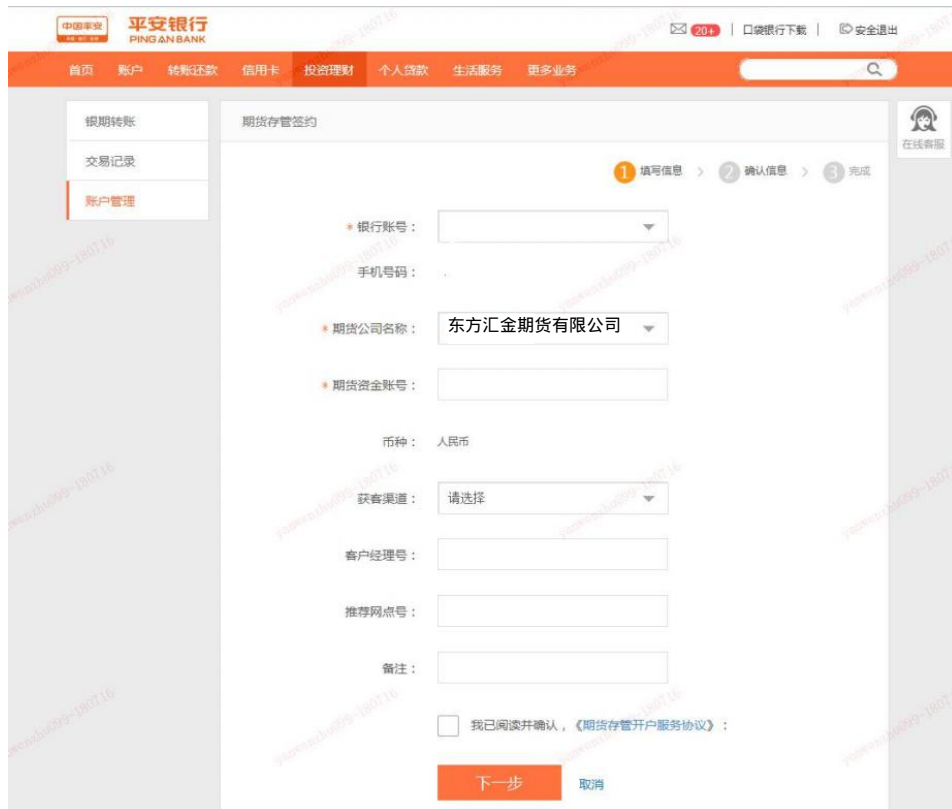 中国平安 平安银行 20+ | 口袋银行下载 | 安全退出
PING AN BANK
首页 账户 转账还款 信用卡 投资理财 个人贷款 生活服务 更多业务
银期转账
交易记录
账户管理
在线客服
期货存管签约
1 填写信息 > 2 确认信息 > 3 完成
* 银行账号：
手机号码：
* 期货公司名称： 东方汇金期货有限公司
* 期货资金账号：
币种： 人民币
获客渠道： 请选择
客户经理号：
推荐网点号：
备注：
我已阅读并确认，《期货存管开户服务协议》：
下一步 取消